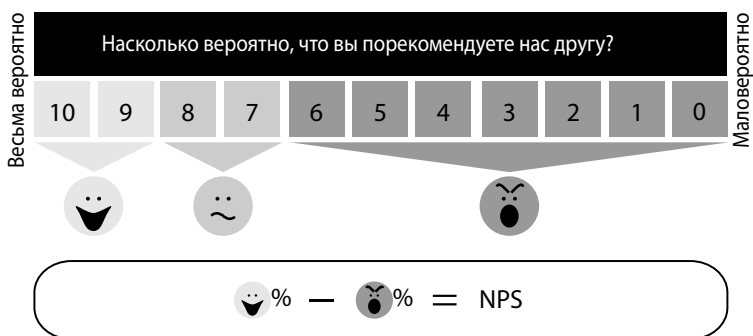 Насколько вероятно, что вы порекомендуете нас другу?
Весьма вероятно
10 9 8 7 6 5 4 3 2 1 0
Маловероятно
% — % = NPS